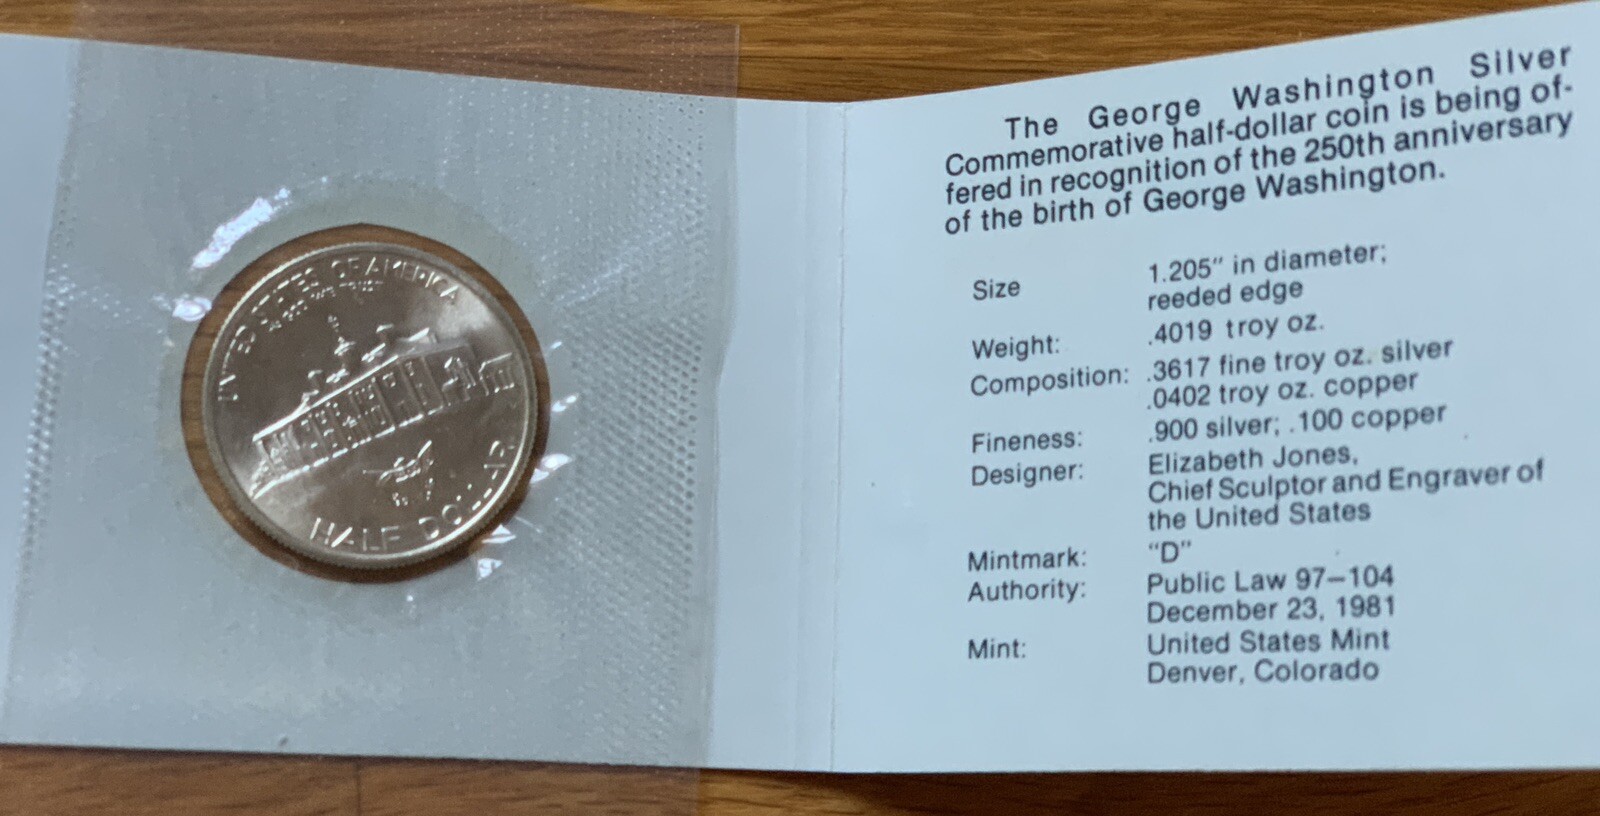 UNITED STATES OF AMERICA
IN GOD WE TRUST
HALF DOLLAR
The George Washington Silver
Commemorative half-dollar coin is being of-
fered in recognition of the 250th anniversary
of the birth of George Washington.
Size 1.205" in diameter;
reeded edge
Weight: .4019 troy oz.
Composition: .3617 fine troy oz. silver
.0402 troy oz. copper
Fineness: .900 silver; .100 copper
Designer: Elizabeth Jones,
Chief Sculptor and Engraver of
the United States
Mintmark: "D"
Authority: Public Law 97–104
December 23, 1981
Mint: United States Mint
Denver, Colorado